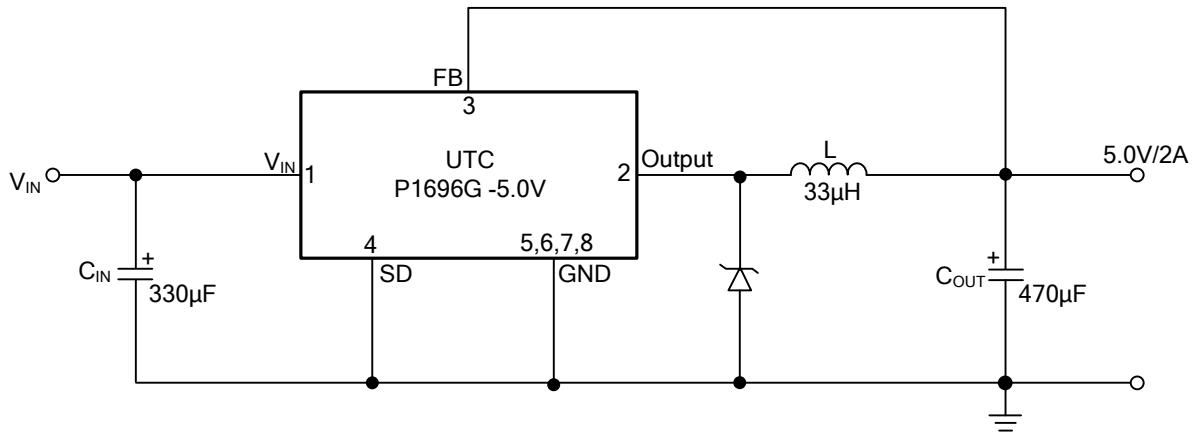 FB
3
V_IN
V_IN
1
UTC
P1696G -5.0V
2
Output
L
33µH
5.0V/2A
4
SD
5,6,7,8
GND
C_IN
+
330µF
+
C_OUT
470µF